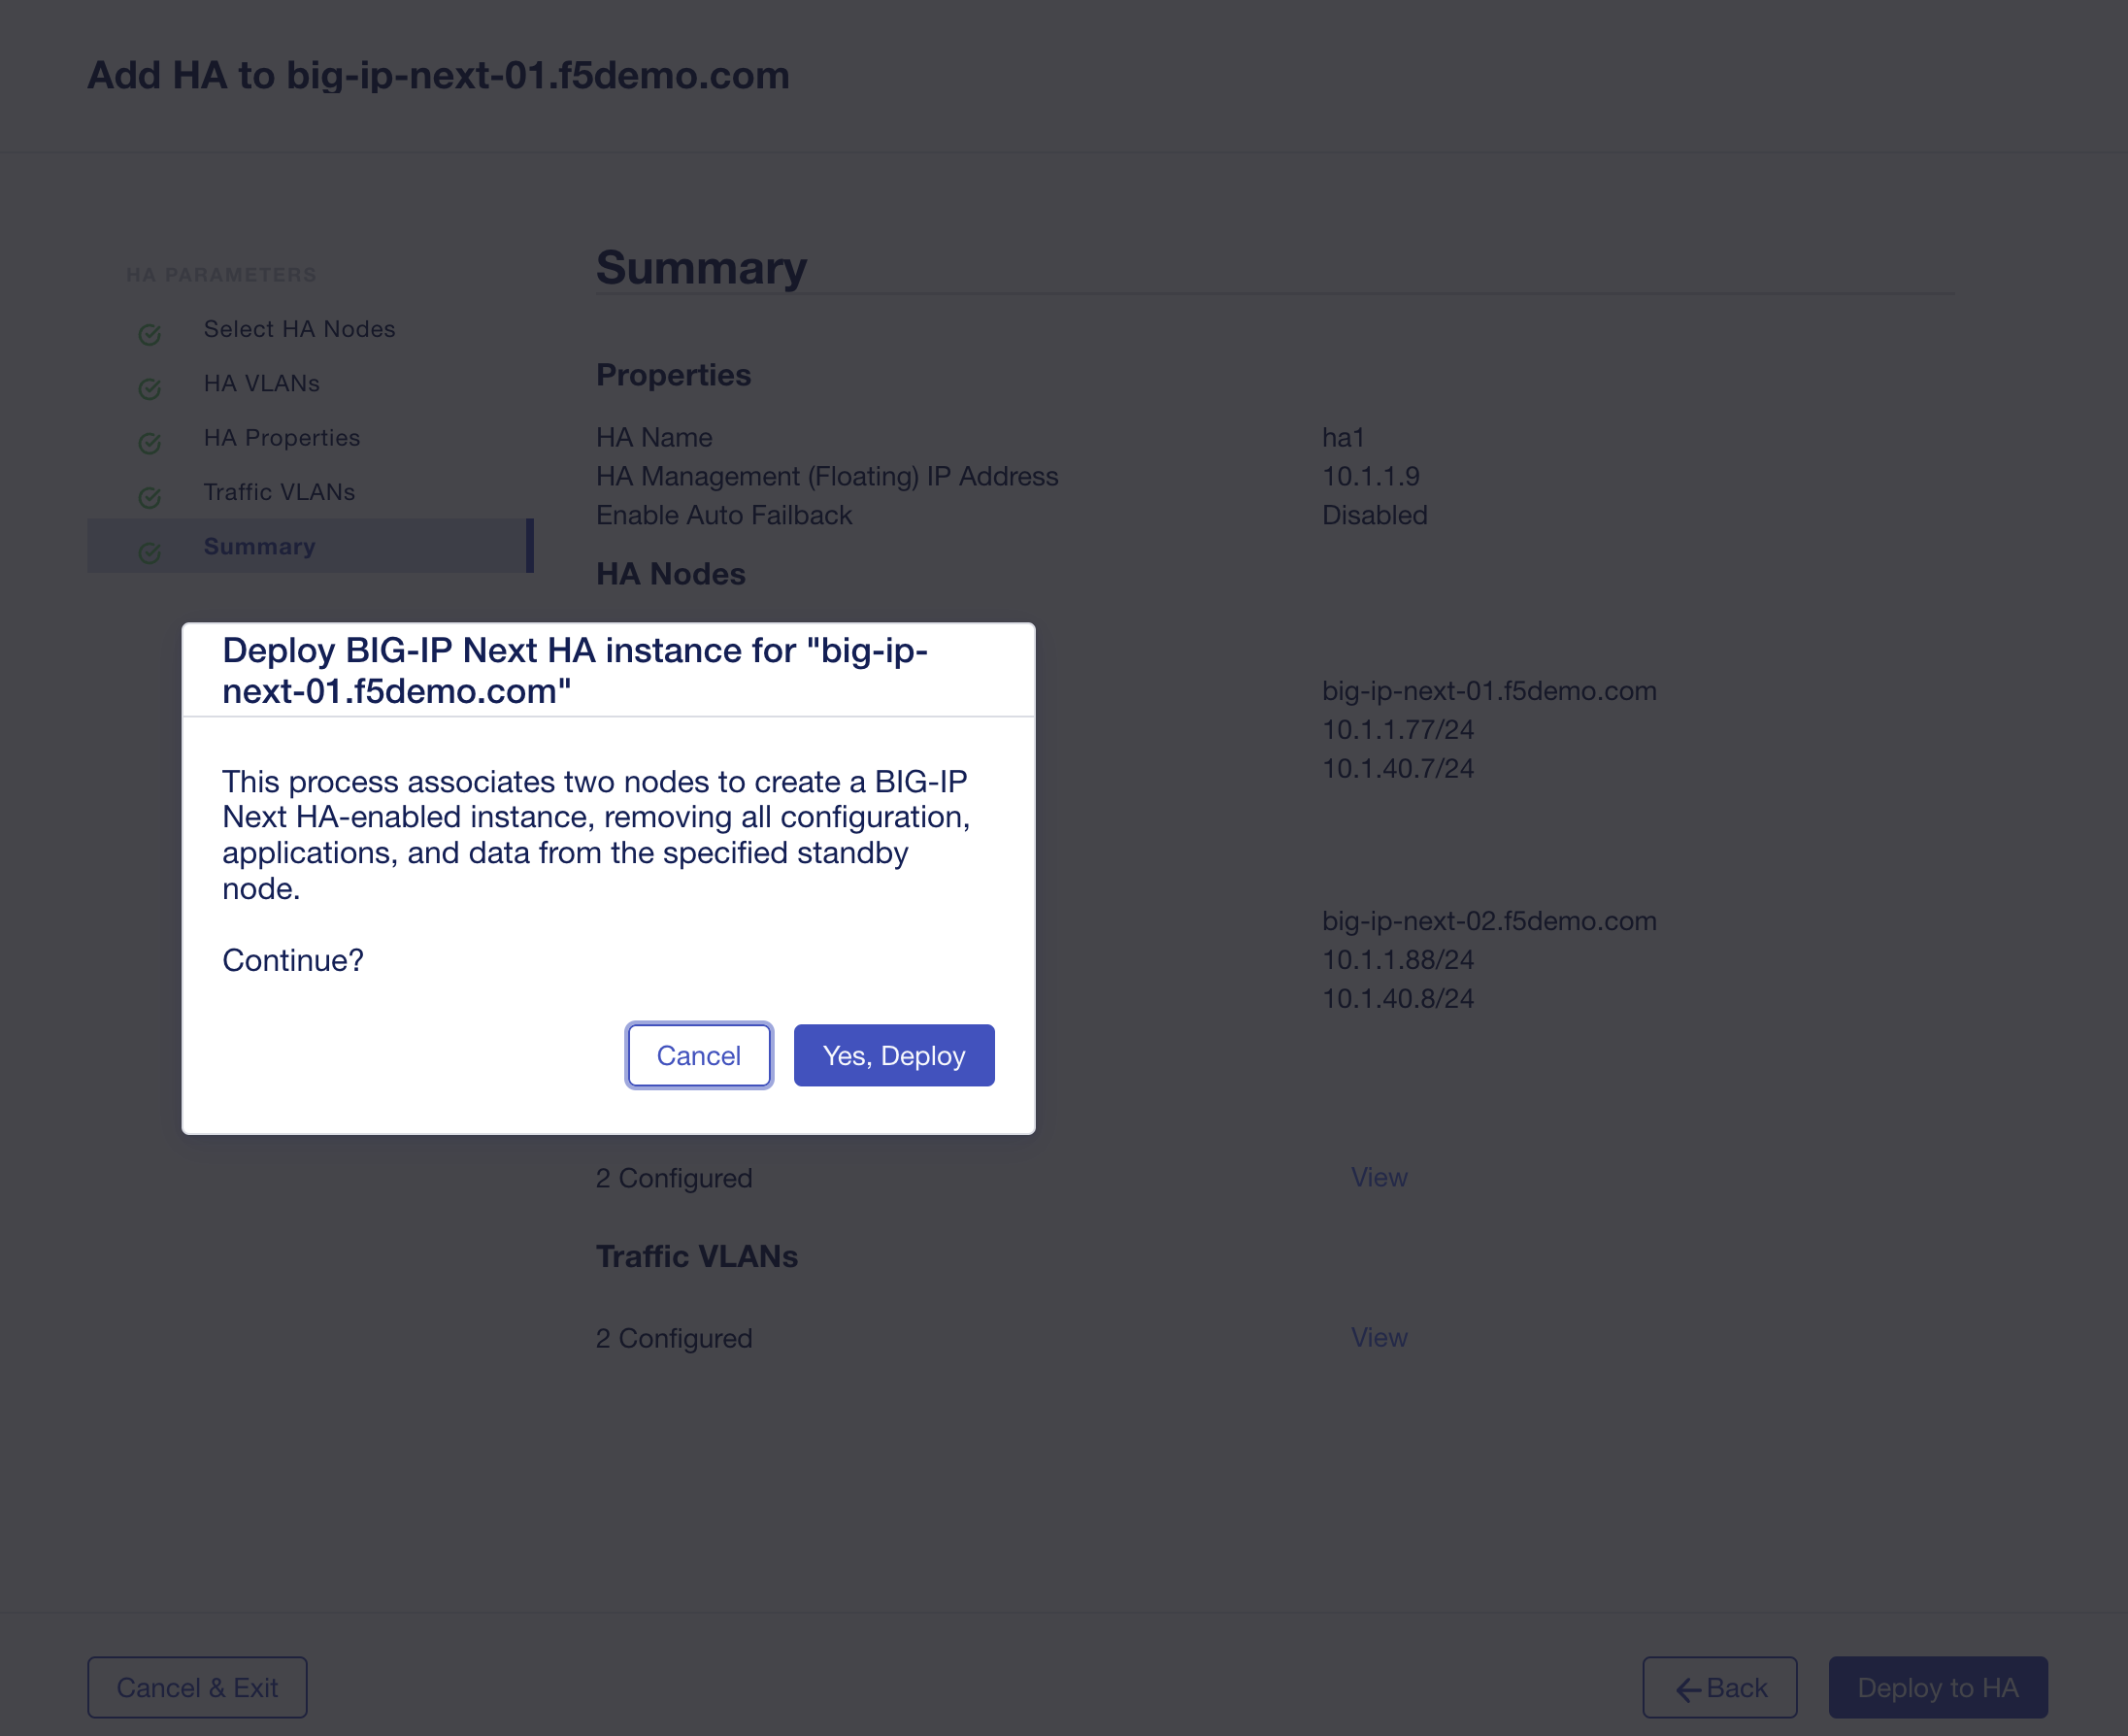 Add HA to big-ip-next-01.f5demo.com
HA PARAMETERS
Select HA Nodes
HA VLANs
HA Properties
Traffic VLANs
Summary
Summary
Properties
HA Name
ha1
HA Management (Floating) IP Address
10.1.1.9
Enable Auto Failback
Disabled
HA Nodes
big-ip-next-01.f5demo.com
10.1.1.77/24
10.1.40.7/24
big-ip-next-02.f5demo.com
10.1.1.88/24
10.1.40.8/24
Deploy BIG-IP Next HA instance for "big-ip-
next-01.f5demo.com"
This process associates two nodes to create a BIG-IP
Next HA-enabled instance, removing all configuration,
applications, and data from the specified standby
node.
Continue?
Cancel
Yes, Deploy
2 Configured
View
Traffic VLANs
2 Configured
View
Cancel & Exit
Back
Deploy to HA